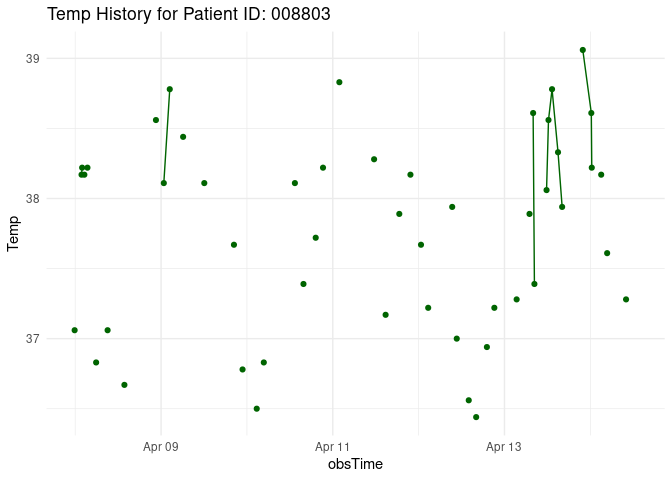 Temp History for Patient ID: 008803
39
38
37
Temp
Apr 09
Apr 11
Apr 13
obsTime